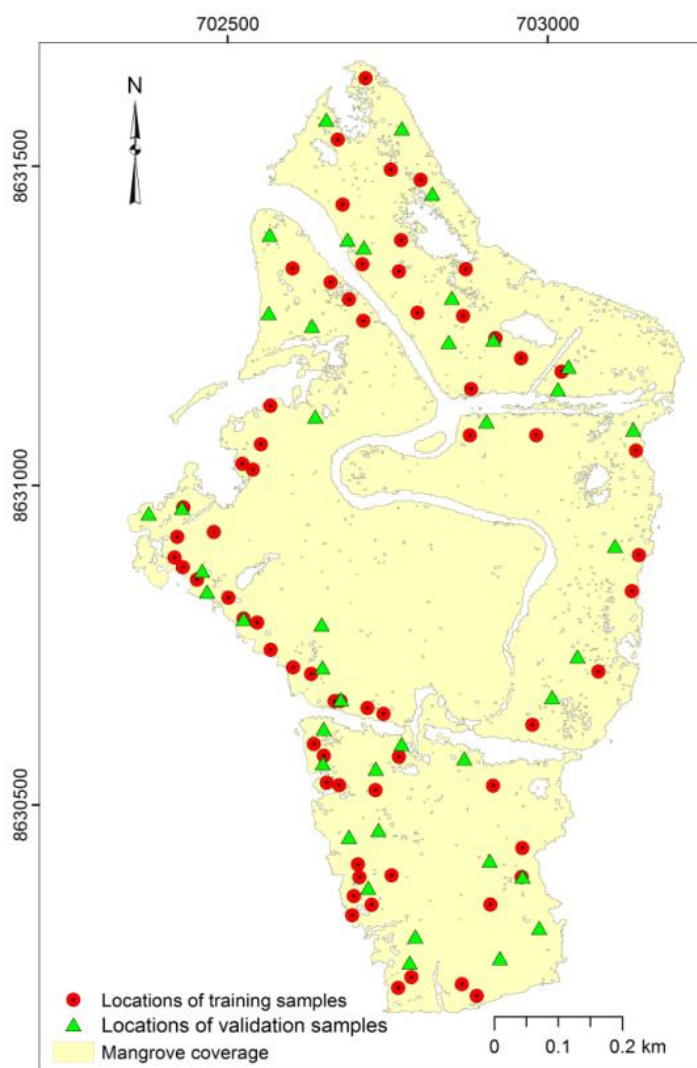 702500 703000
N
8631500
8631000
8630500
Locations of training samples
Locations of validation samples
Mangrove coverage
0 0.1 0.2 km